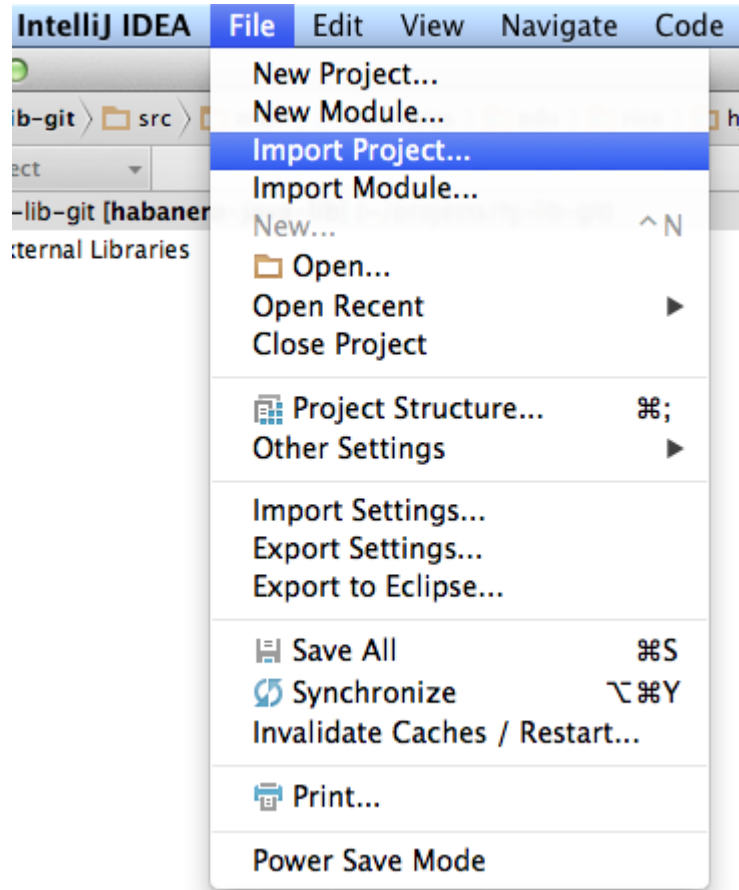 IntelliJ IDEA File Edit View Navigate Code
New Project...
ib-git src
New Module...
h
ect
Import Project...
Import Module...
-lib-git [habaner
New... ^N
ternal Libraries
Open...
Open Recent ▶
Close Project
Project Structure... ⌘;
Other Settings ▶
Import Settings...
Export Settings...
Export to Eclipse...
Save All ⌘S
Synchronize ⌥⌘Y
Invalidate Caches / Restart...
Print...
Power Save Mode